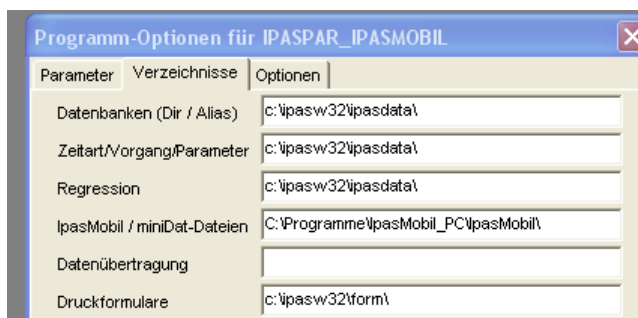 Programm-Optionen für IPASPAR_IPASMOBIL
Parameter Verzeichnisse Optionen
Datenbanken (Dir / Alias) c:\ipasw32\ipasdata\
Zeitart/Vorgang/Parameter c:\ipasw32\ipasdata\
Regression c:\ipasw32\ipasdata\
IpasMobil / miniDat-Dateien C:\Programme\IpasMobil_PC\IpasMobil\
Datenübertragung
Druckformulare c:\ipasw32\form\